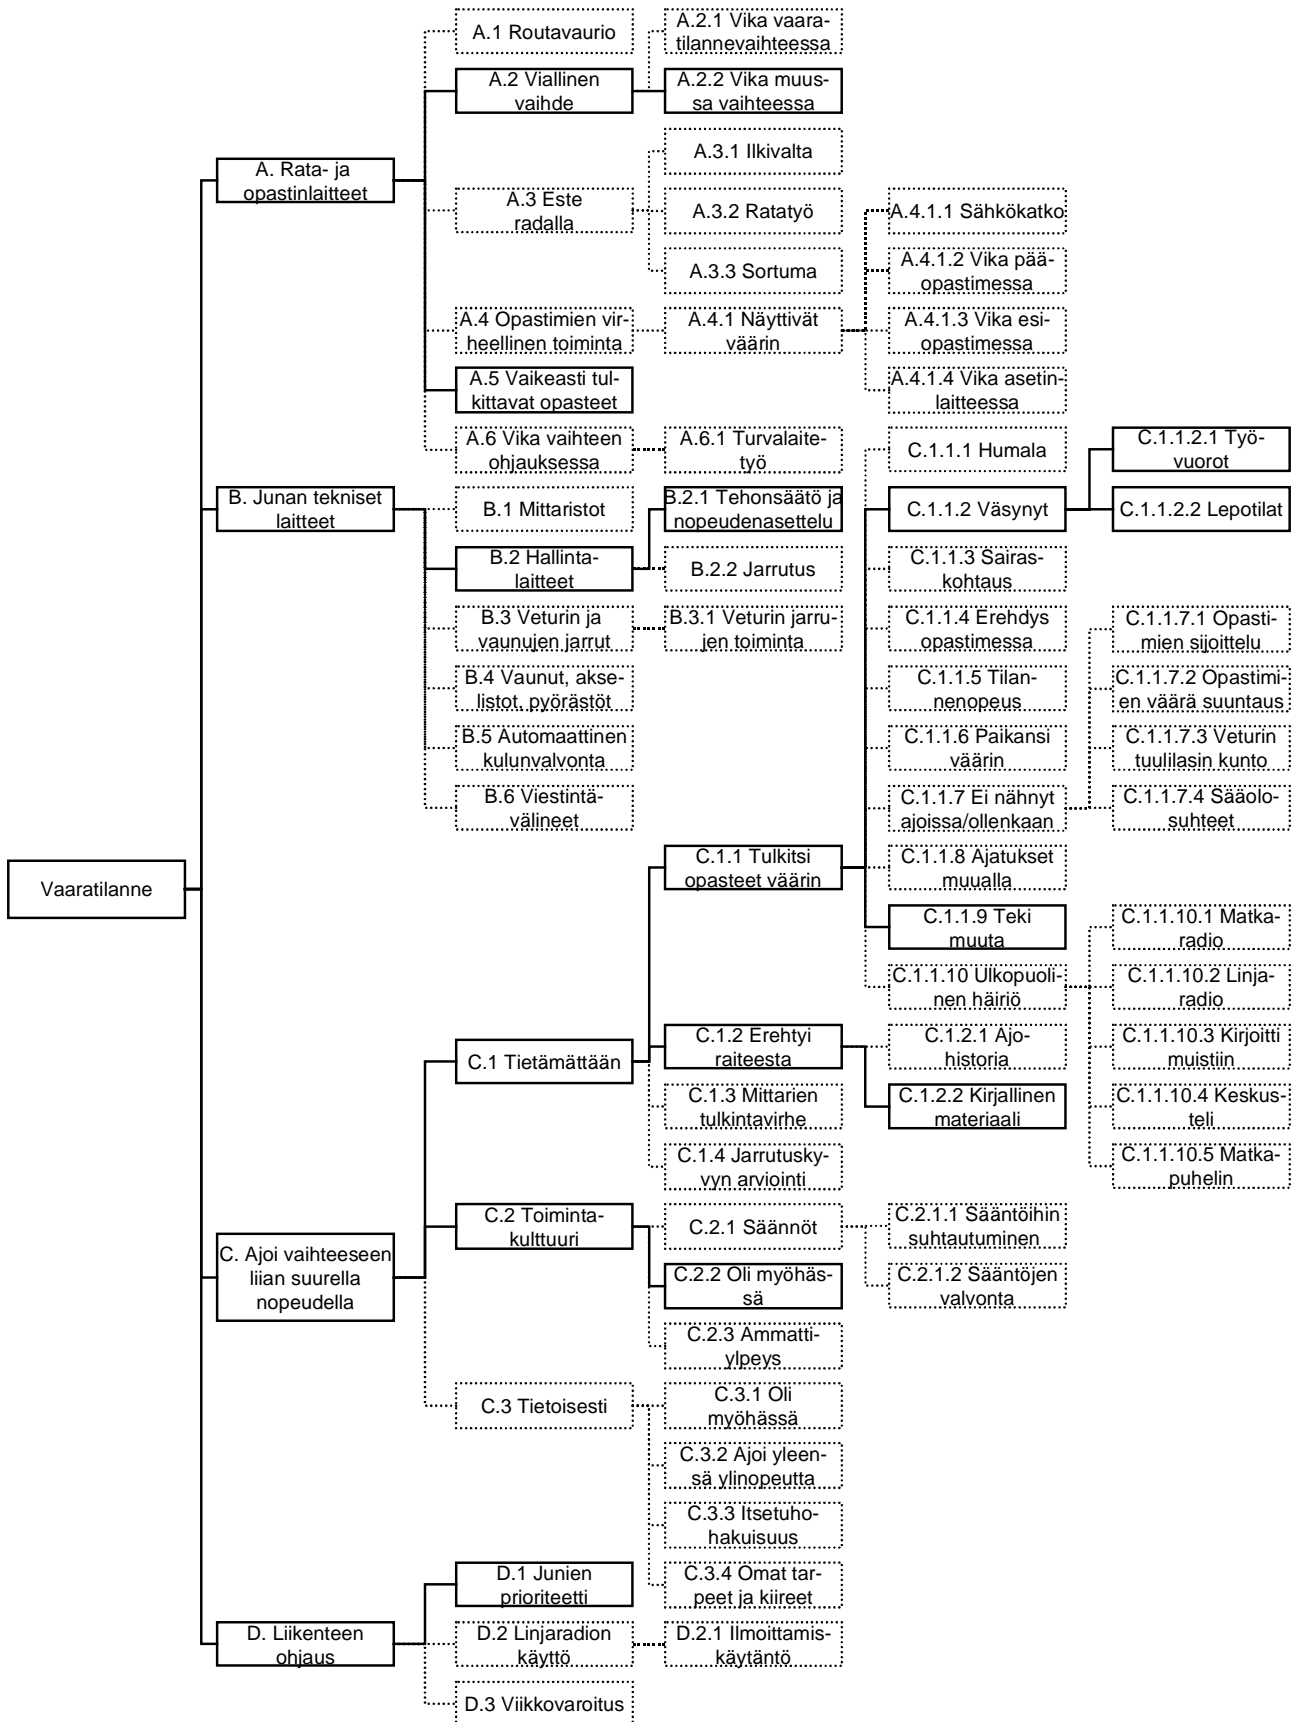 Vaaratilanne
A. Rata- ja
opastinlaitteet
A.1 Routavaurio
A.2 Viallinen
vaihde
A.2.1 Vika vaara-
tilannevaihteessa
A.2.2 Vika muus-
sa vaihteessa
A.3 Este
radalla
A.3.1 Ilkivalta
A.3.2 Ratatyö
A.3.3 Sortuma
A.4 Opastimien vir-
heellinen toiminta
A.4.1 Näyttivät
väärin
A.4.1.1 Sähkökatko
A.4.1.2 Vika pää-
opastimessa
A.4.1.3 Vika esi-
opastimessa
A.4.1.4 Vika asetin-
laitteessa
A.5 Vaikeasti tul-
kittavat opasteet
A.6 Vika vaihteen
ohjauksessa
A.6.1 Turvalaite-
työ
B. Junan tekniset
laitteet
B.1 Mittaristot
B.2 Hallinta-
laitteet
B.2.1 Tehonsäätö ja
nopeudenasettelu
B.2.2 Jarrutus
B.3 Veturin ja
vaunujen jarrut
B.3.1 Veturin jarru-
jen toiminta
B.4 Vaunut, akse-
listot, pyörästöt
B.5 Automaattinen
kulunvalvonta
B.6 Viestintä-
välineet
C. Ajoi vaihteeseen
liian suurella
nopeudella
C.1 Tietämättään
C.1.1 Tulkitsi
opasteet väärin
C.1.1.1 Humala
C.1.1.2 Väsynyt
C.1.1.2.1 Työ-
vuorot
C.1.1.2.2 Lepotilat
C.1.1.3 Sairas-
kohtaus
C.1.1.4 Erehdys
opastimessa
C.1.1.5 Tilan-
nenopeus
C.1.1.6 Paikansi
väärin
C.1.1.7 Ei nähnyt
ajoissa/ollenkaan
C.1.1.7.1 Opasti-
mien sijoittelu
C.1.1.7.2 Opastimi-
en väärä suuntaus
C.1.1.7.3 Veturin
tuulilasin kunto
C.1.1.7.4 Sääolo-
suhteet
C.1.1.8 Ajatukset
muualla
C.1.1.9 Teki
muuta
C.1.1.10 Ulkopuoli-
nen häiriö
C.1.1.10.1 Matka-
radio
C.1.1.10.2 Linja-
radio
C.1.1.10.3 Kirjoitti
muistiin
C.1.1.10.4 Keskus-
teli
C.1.1.10.5 Matka-
puhelin
C.1.2 Erehtyi
raiteesta
C.1.2.1 Ajo-
historia
C.1.2.2 Kirjallinen
materiaali
C.1.3 Mittarien
tulkintavirhe
C.1.4 Jarrutusky-
vyn arviointi
C.2 Toiminta-
kulttuuri
C.2.1 Säännöt
C.2.1.1 Sääntöihin
suhtautuminen
C.2.1.2 Sääntöjen
valvonta
C.2.2 Oli myöhäs-
sä
C.2.3 Ammatti-
ylpeys
C.3 Tietoisesti
C.3.1 Oli
myöhässä
C.3.2 Ajoi yleen-
sä ylinopeutta
C.3.3 Itsetuho-
hakuisuus
C.3.4 Omat tar-
peet ja kiireet
D. Liikenteen
ohjaus
D.1 Junien
prioriteetti
D.2 Linjaradion
käyttö
D.2.1 Ilmoittamis-
käytäntö
D.3 Viikkovaroitus